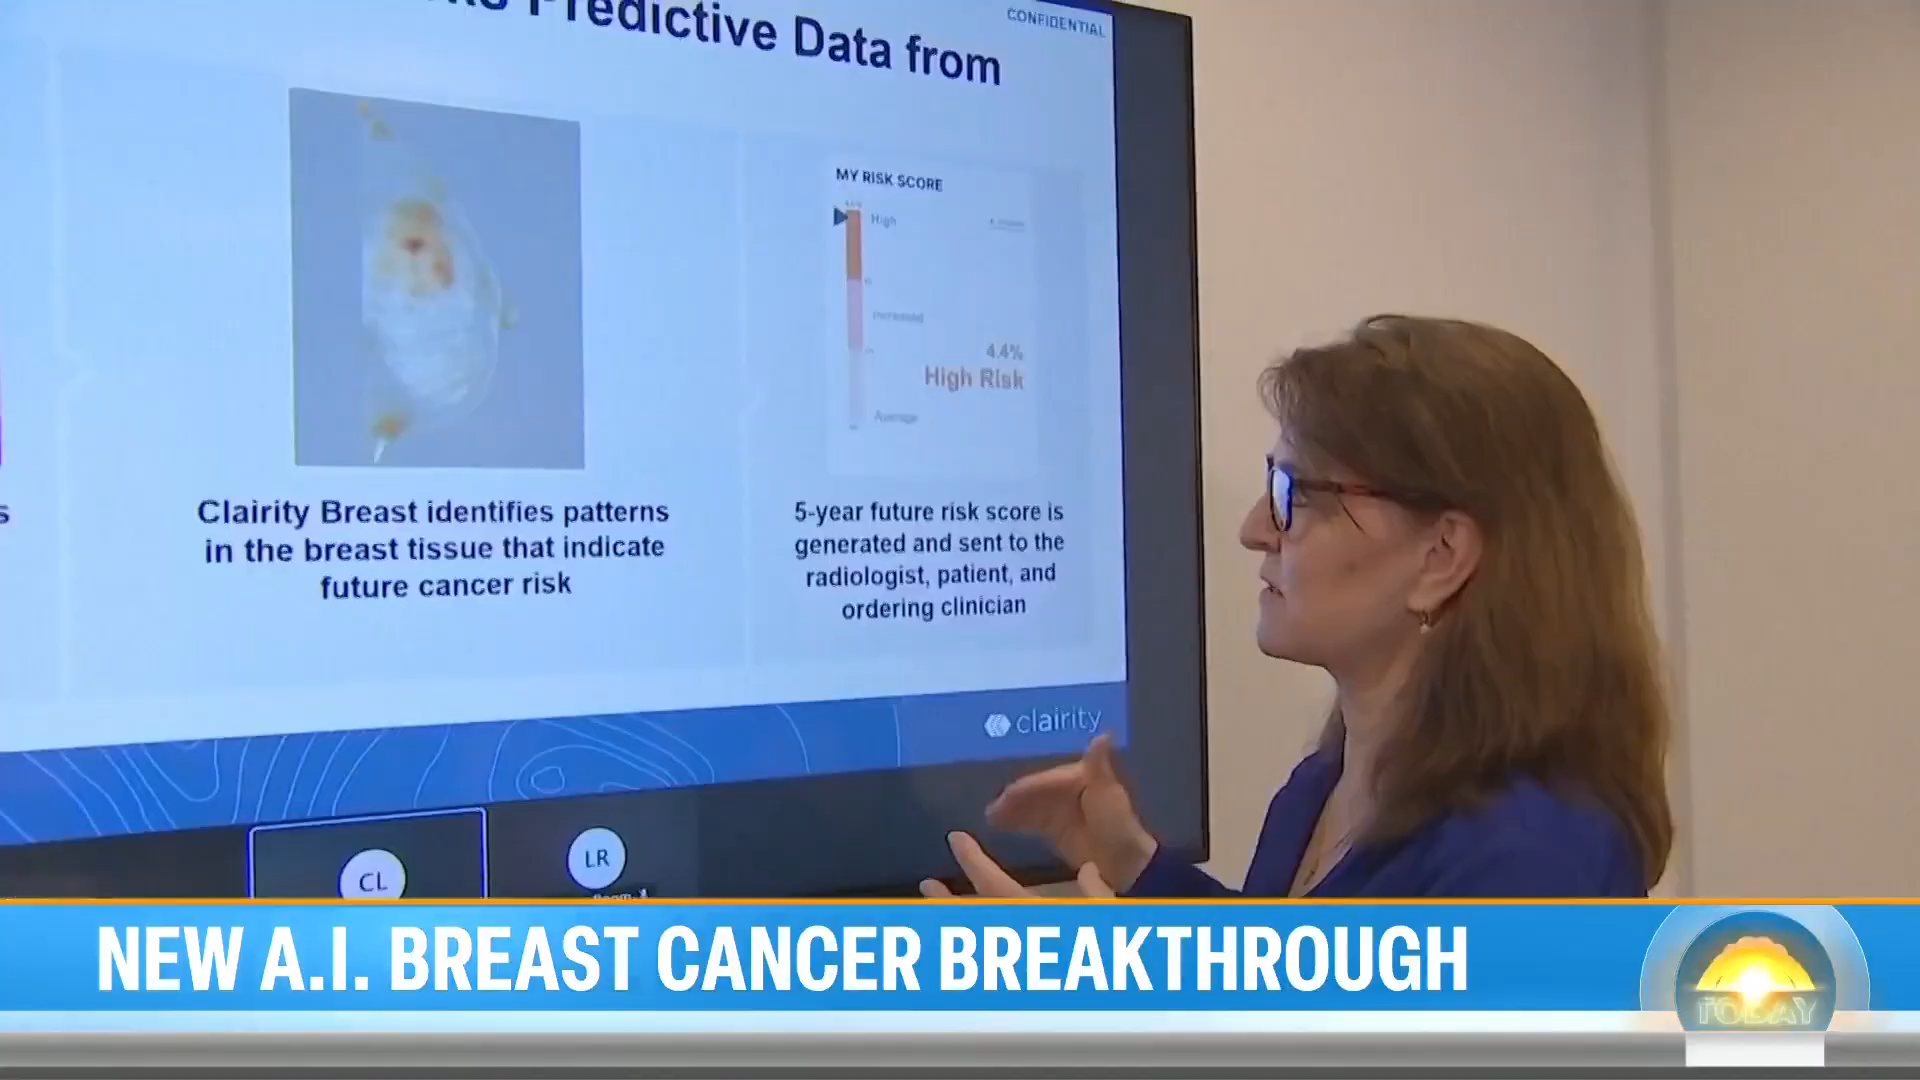 Predictive Data from
CONFIDENTIAL
MY RISK SCORE
High
Increased
4.4%
High Risk
Average
Clairity Breast identifies patterns
in the breast tissue that indicate
future cancer risk
5-year future risk score is
generated and sent to the
radiologist, patient, and
ordering clinician
clairity
CL
LR
NEW A.I. BREAST CANCER BREAKTHROUGH
TODAY